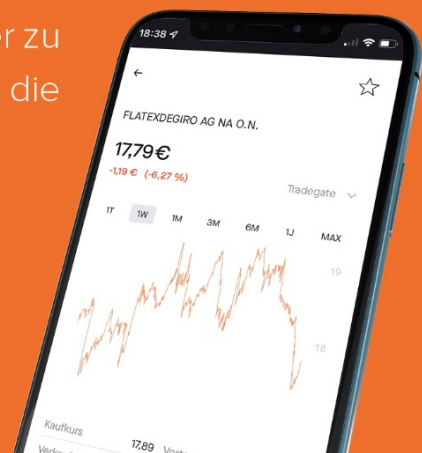 er zu
die
18:38
FLATEXDEGIRO AG NA O.N.
17,79 €
-1,19 € (-6,27 %)
Tradegate
1T 1W 1M 3M 6M 1J MAX
19
18
Kaufkurs 17,89